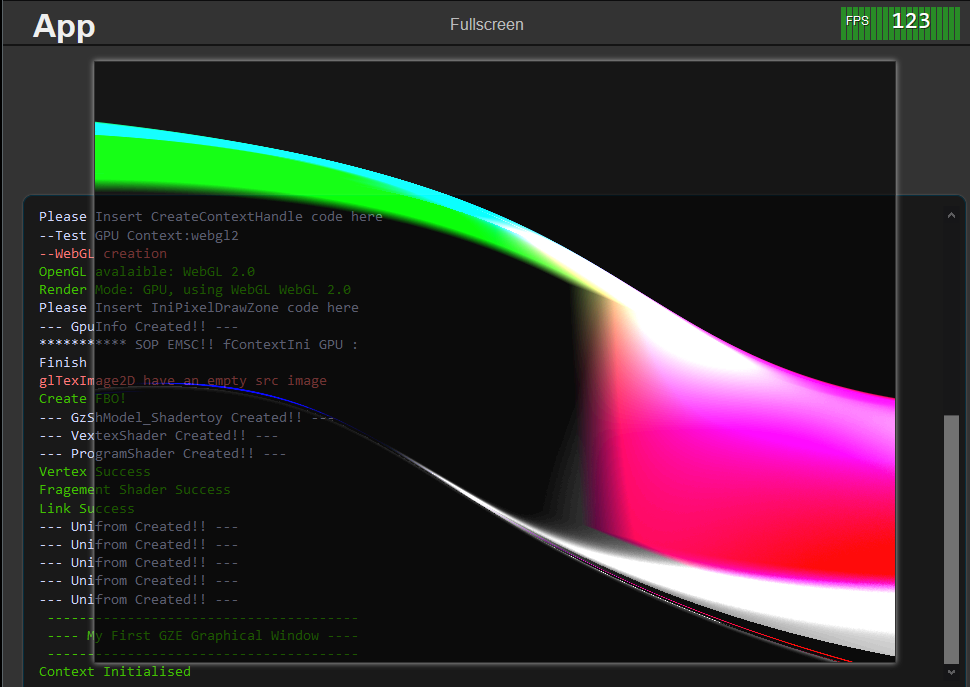 App
Fullscreen
FPS 123
Please Insert CreateContextHandle code here
--Test GPU Context:webgl2
--WebGL creation
OpenGL avalaible: WebGL 2.0
Render Mode: GPU, using WebGL WebGL 2.0
Please Insert IniPixelDrawZone code here
--- GpuInfo Created!! ---
*********** SOP EMSC!! fContextIni GPU :
Finish
glTexImage2D have an empty src image
Create FBO!
--- GzShModel_Shadertoy Created!! ---
--- VextexShader Created!! ---
--- ProgramShader Created!! ---
Vertex Success
Fragement Shader Success
Link Success
--- Unifrom Created!! ---
--- Unifrom Created!! ---
--- Unifrom Created!! ---
--- Unifrom Created!! ---
--- Unifrom Created!! ---
---------------------------------------
---- My First GZE Graphical Window ----
---------------------------------------
Context Initialised